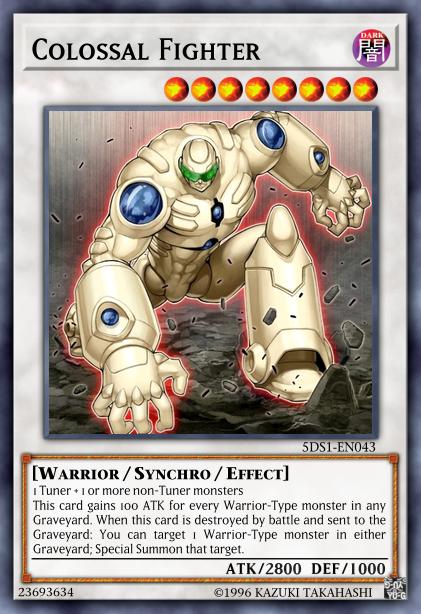 COLOSSAL FIGHTER
DARK
闇
5DS1-EN043
[WARRIOR / SYNCHRO / EFFECT]
1 Tuner + 1 or more non-Tuner monsters
This card gains 100 ATK for every Warrior-Type monster in any
Graveyard. When this card is destroyed by battle and sent to the
Graveyard: You can target 1 Warrior-Type monster in either
Graveyard; Special Summon that target.
ATK/2800 DEF/1000
23693634
©1996 KAZUKI TAKAHASHI